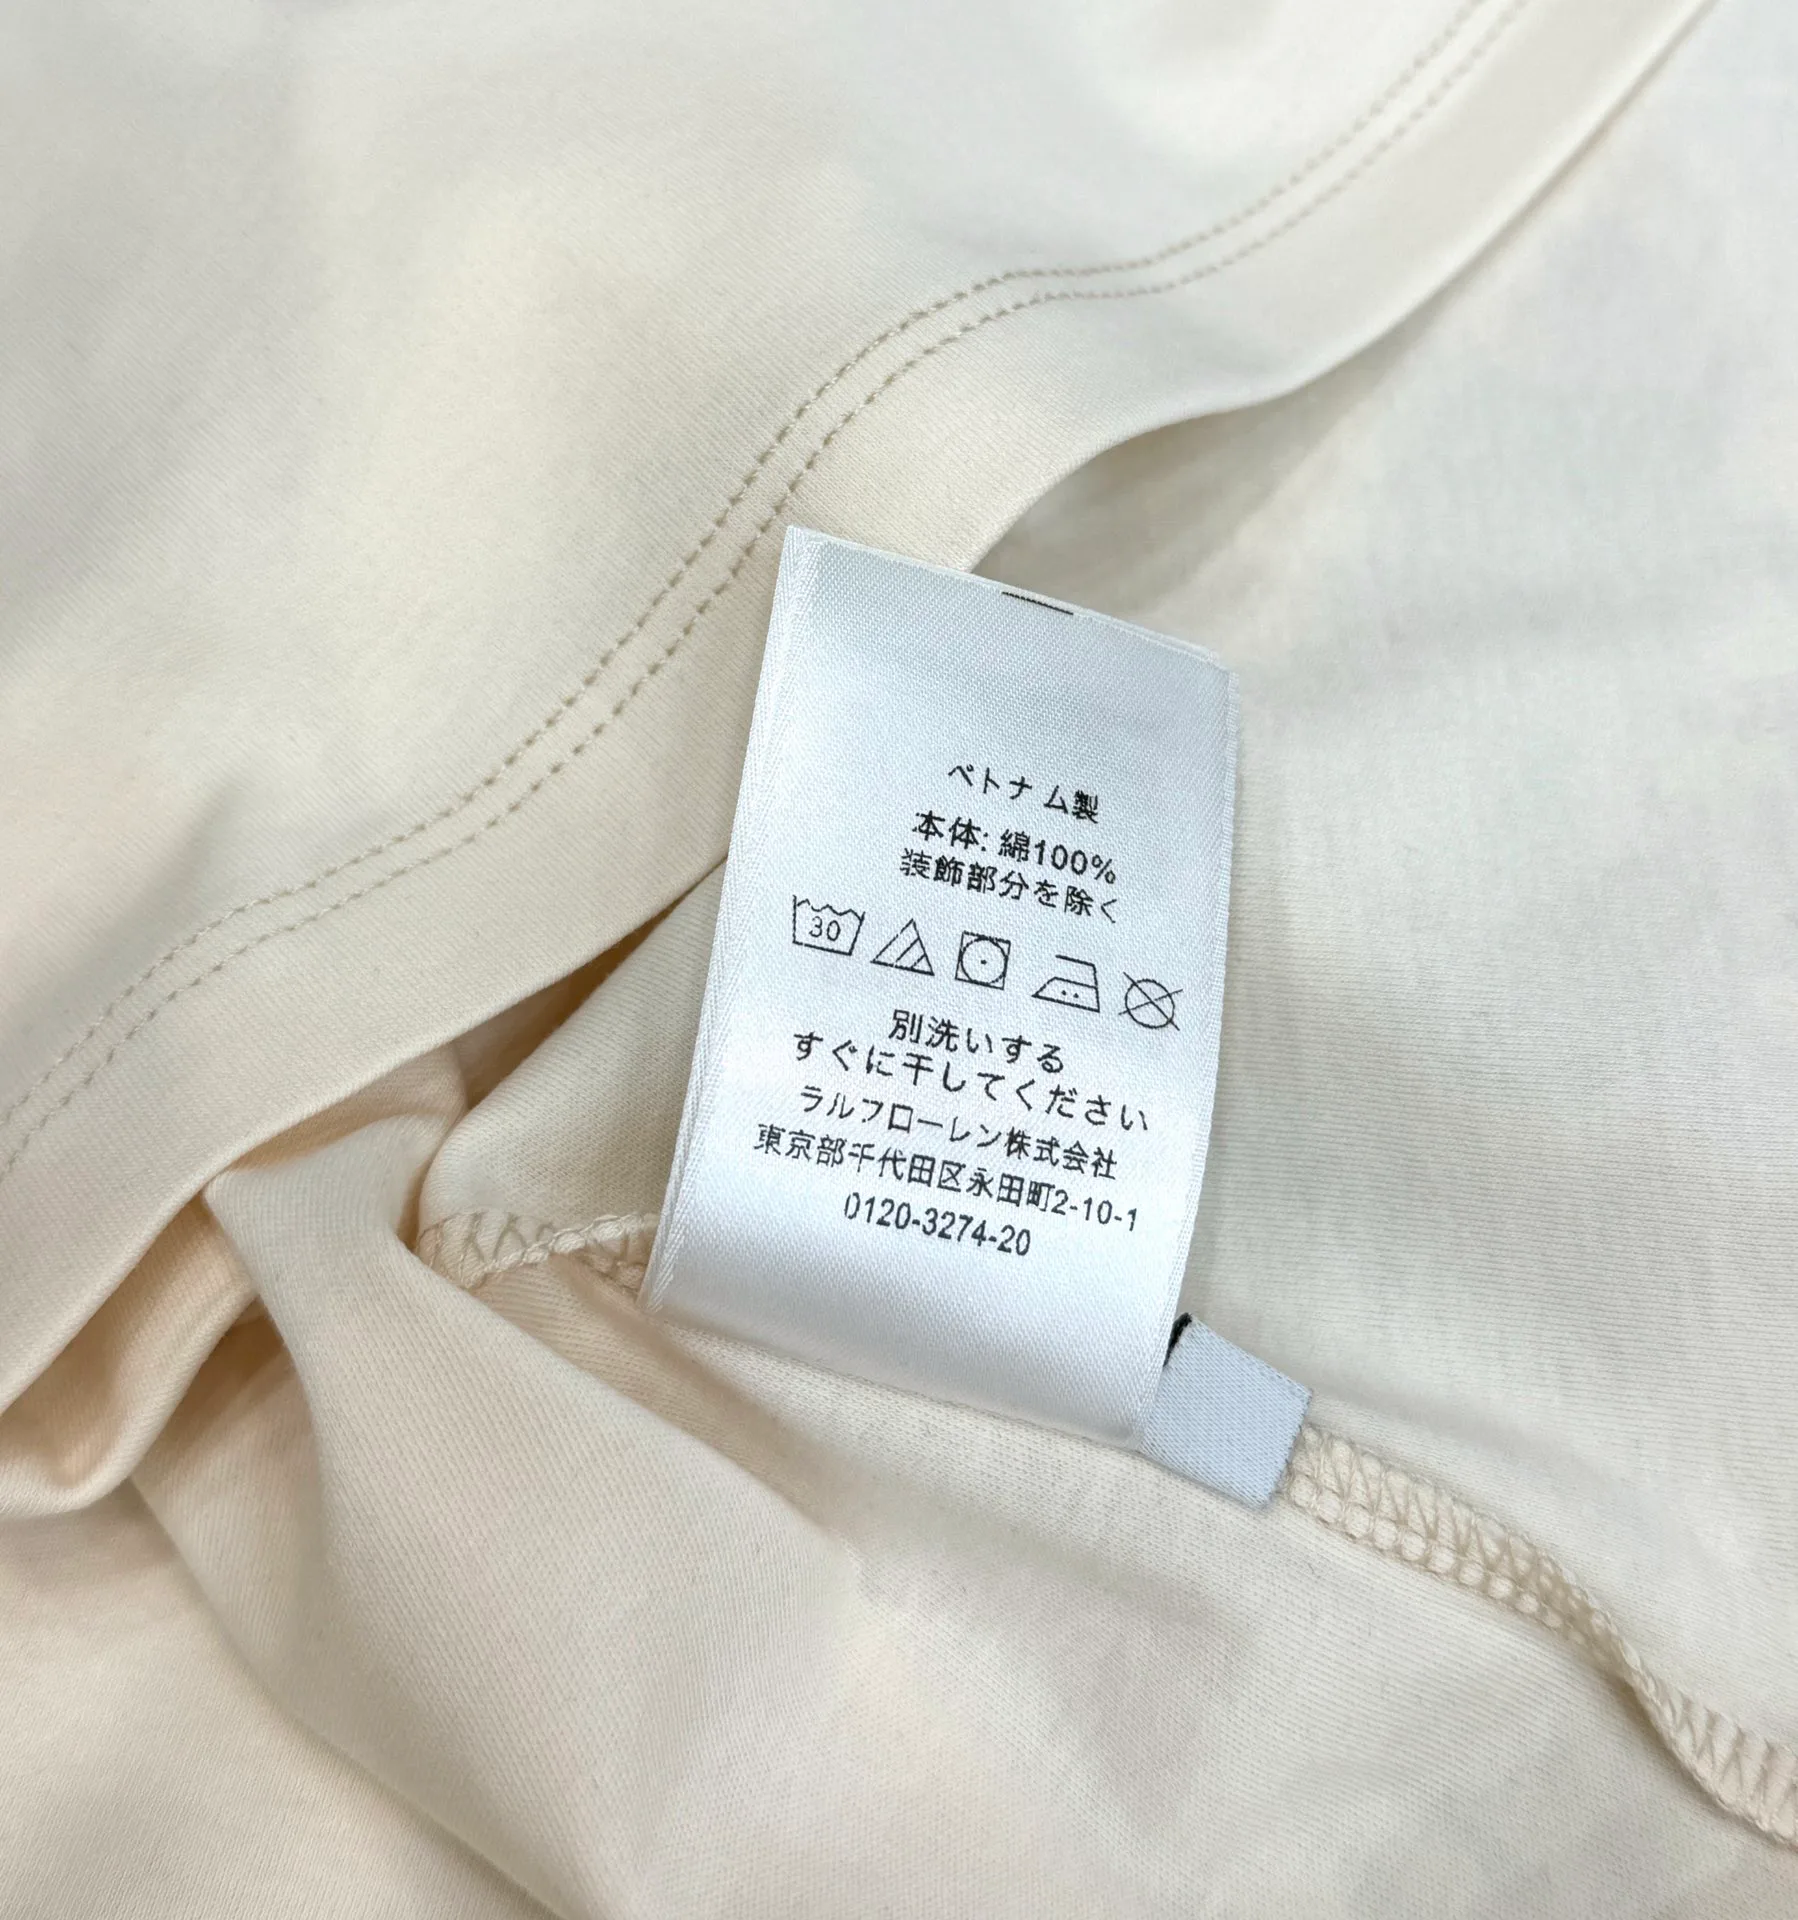 ベトナム製
本体: 綿100%
装飾部分を除く
30
別洗いする
すぐに干してください
ラルフローレン株式会社
東京都千代田区永田町2-10-1
0120-3274-20